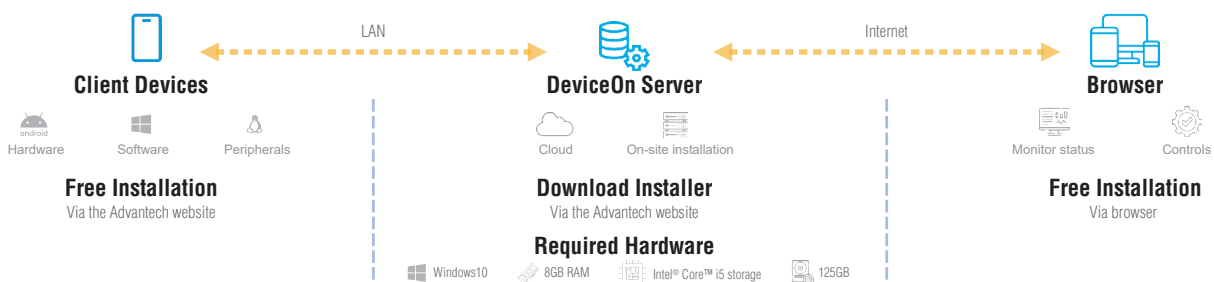 LAN
Internet
Client Devices
DeviceOn Server
Browser
android
Hardware
Software
Peripherals
Cloud
On-site installation
Monitor status
Controls
Free Installation
Via the Advantech website
Download Installer
Via the Advantech website
Free Installation
Via browser
Required Hardware
Windows10
8GB RAM
Intel® Core™ i5 storage
125GB